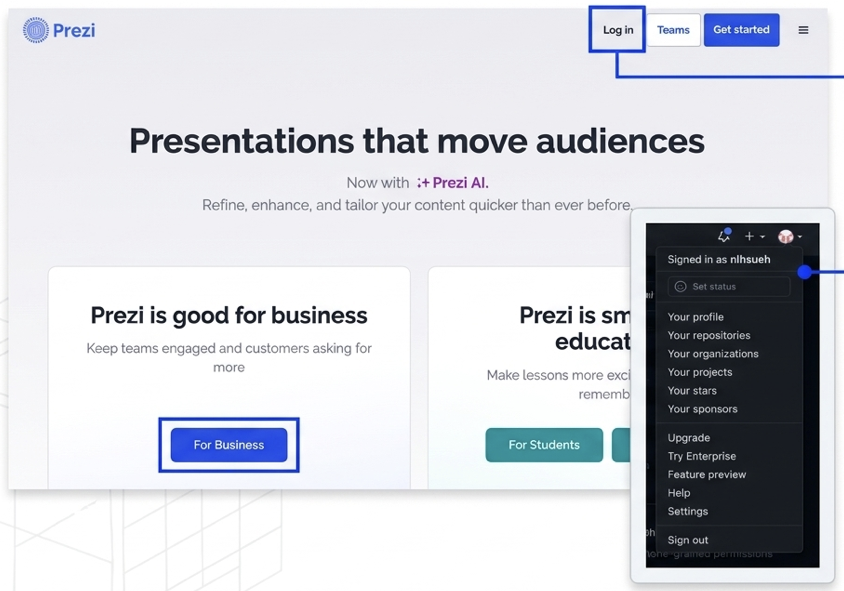 Prezi
Log in
Teams
Get started
Presentations that move audiences
Now with Prezi AI.
Refine, enhance, and tailor your content quicker than ever before.
Prezi is good for business
Keep teams engaged and customers asking for
more
For Business
Prezi is sm
educat
Make lessons more exci
rememb
For Students
Signed in as nlhsueh
Set status
Your profile
Your repositories
Your organizations
Your projects
Your stars
Your sponsors
Upgrade
Try Enterprise
Feature preview
Help
Settings
Sign out
-grained permissions